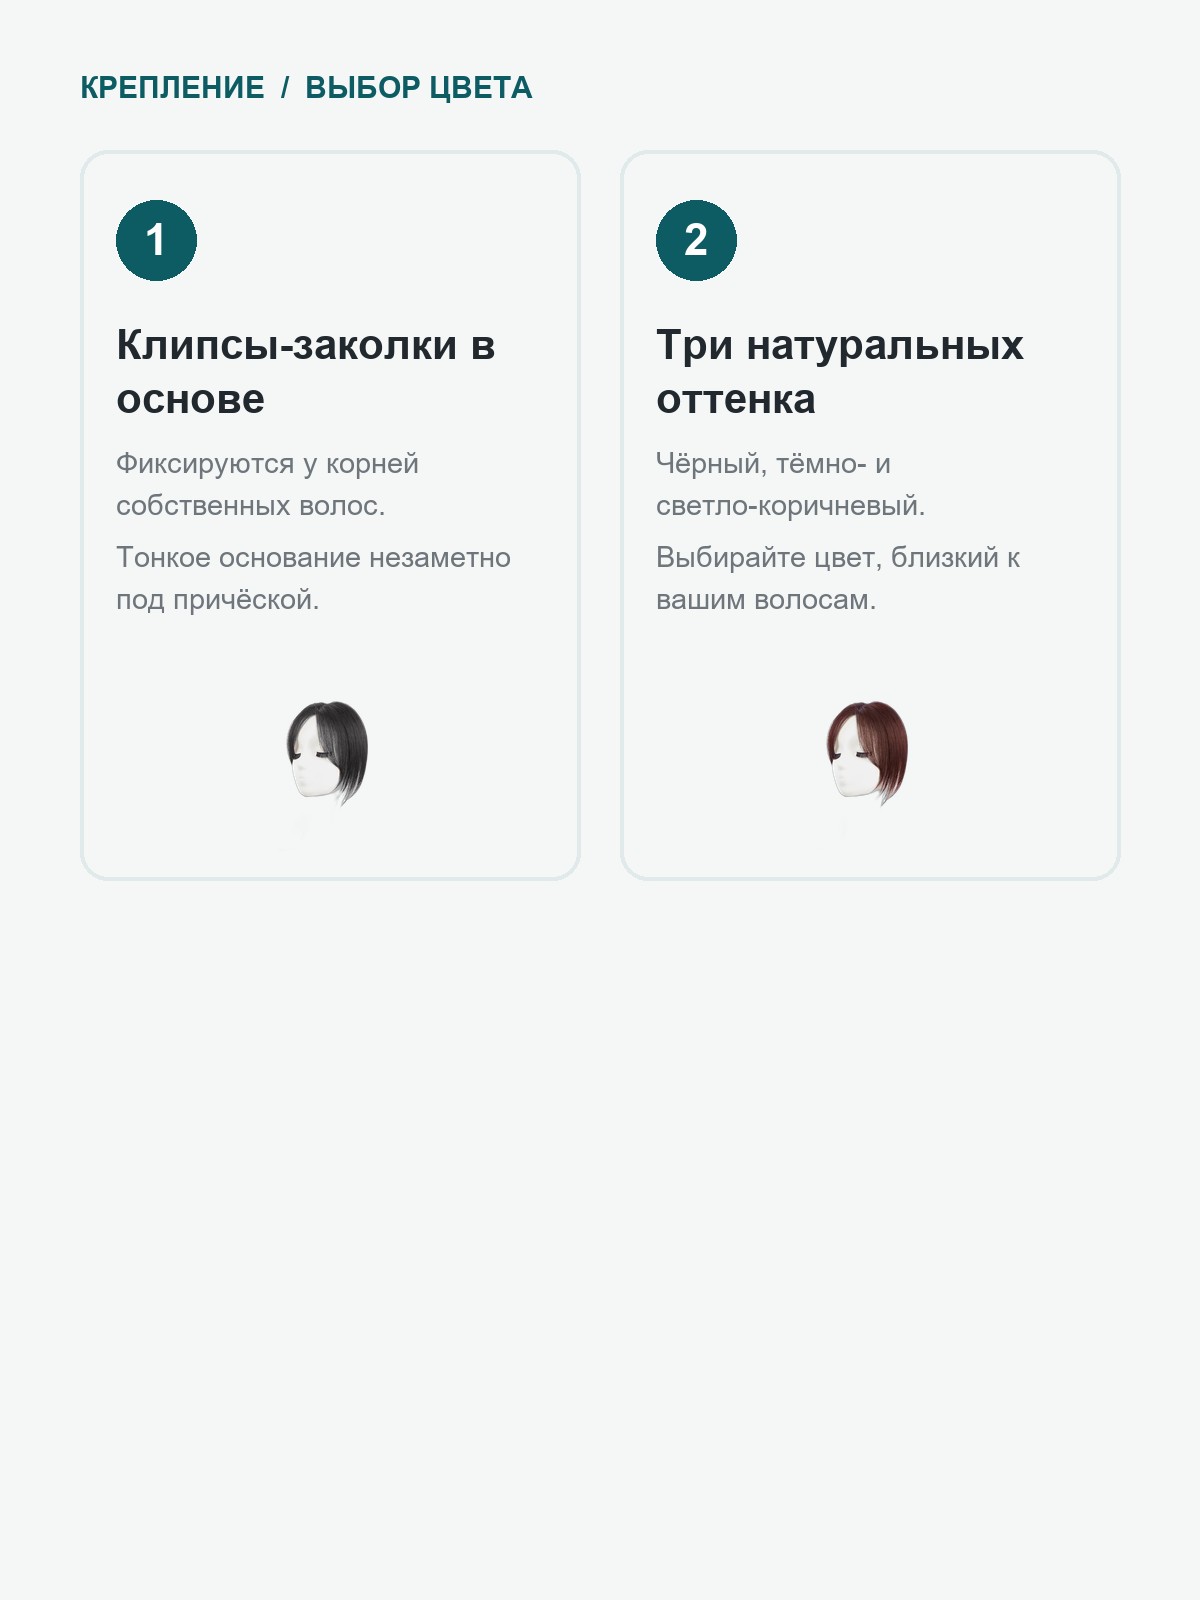 КРЕПЛЕНИЕ / ВЫБОР ЦВЕТА
1
Клипсы-заколки в
основе
Фиксируются у корней
собственных волос.
Тонкое основание незаметно
под причёской.
2
Три натуральных
оттенка
Чёрный, тёмно- и
светло-коричневый.
Выбирайте цвет, близкий к
вашим волосам.